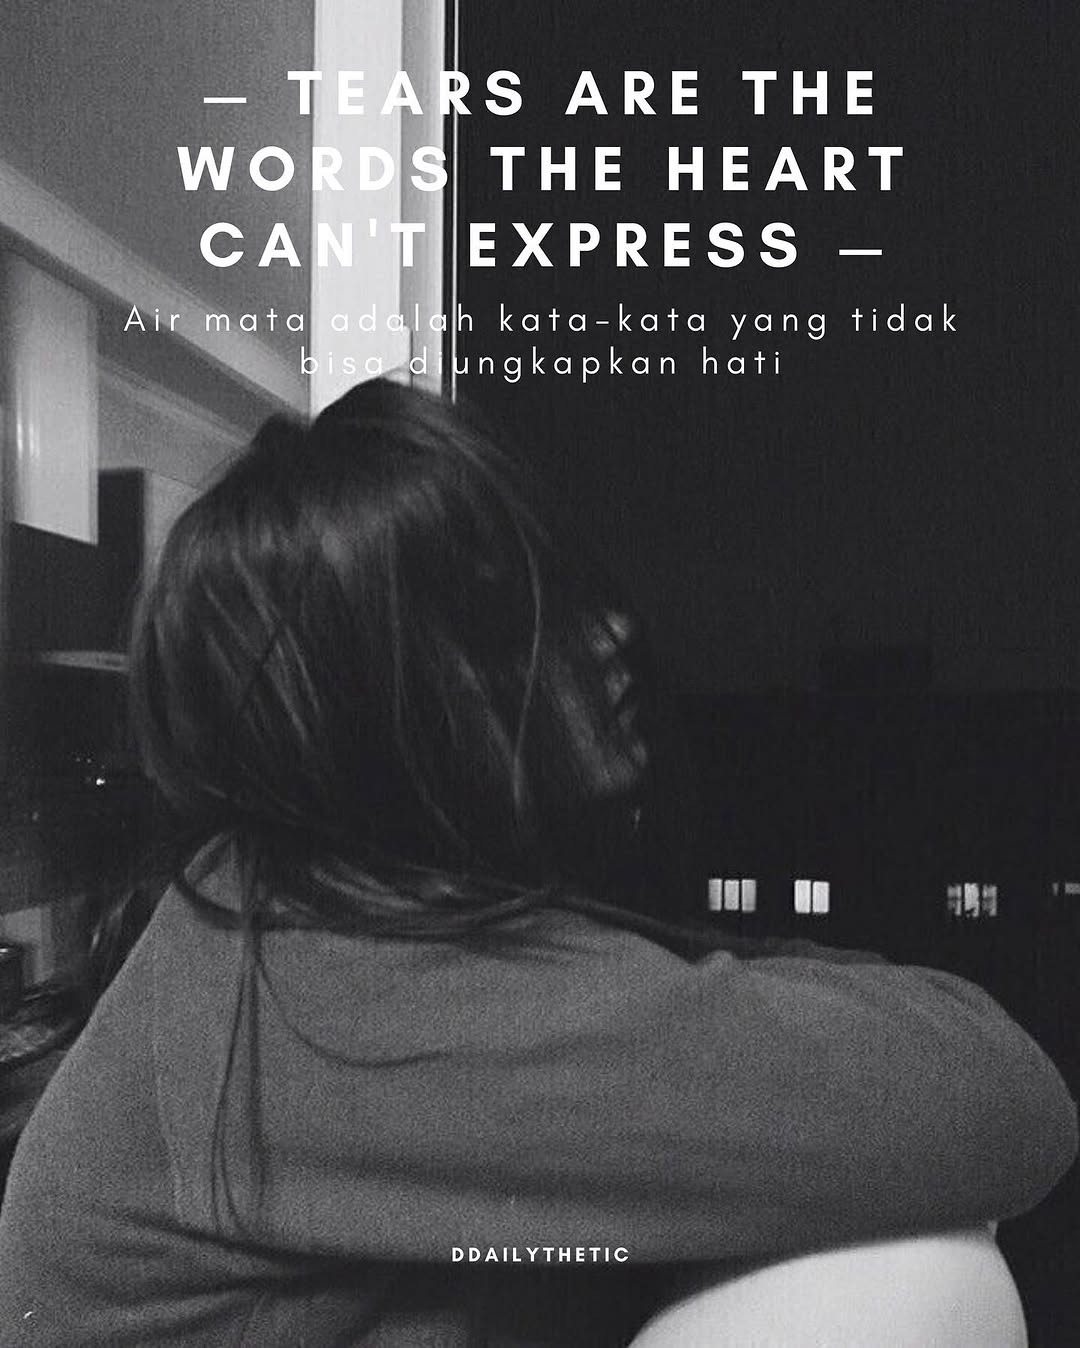 — TEARS ARE THE
WORDS THE HEART
CAN'T EXPRESS —
Air mata adalah kata-kata yang tidak
bisa diungkapkan hati
DDAILYTHETIC